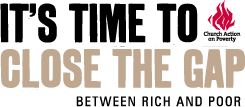 IT'S TIME TO
Church Action
on Poverty
CLOSE THE GAP
BETWEEN RICH AND POOR